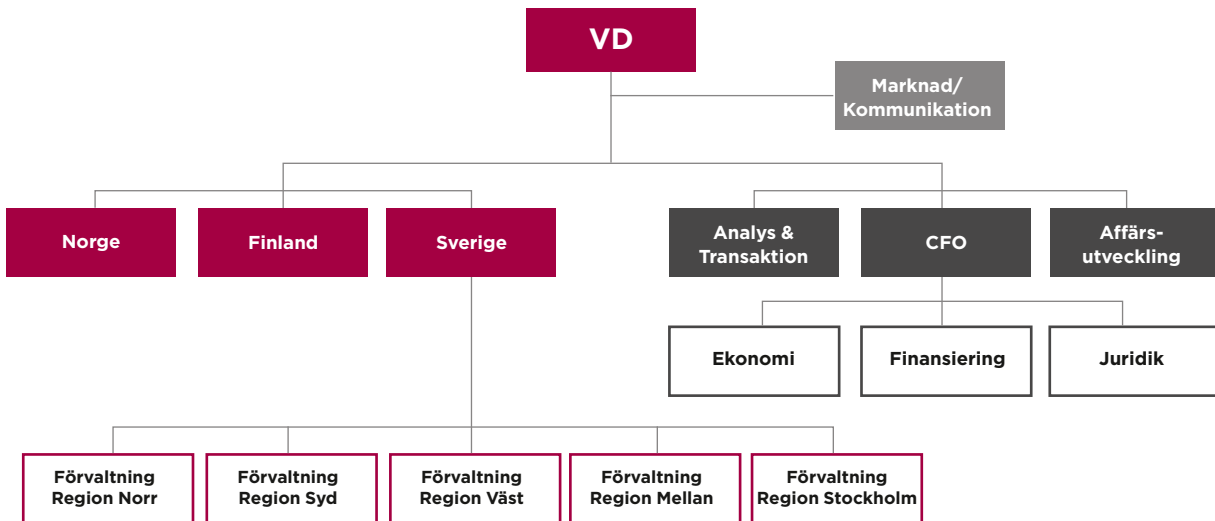 VD
Marknad/
Kommunikation
Norge
Finland
Sverige
Analys &
Transaktion
CFO
Affärs-
utveckling
Ekonomi
Finansiering
Juridik
Förvaltning
Region Norr
Förvaltning
Region Syd
Förvaltning
Region Väst
Förvaltning
Region Mellan
Förvaltning
Region Stockholm